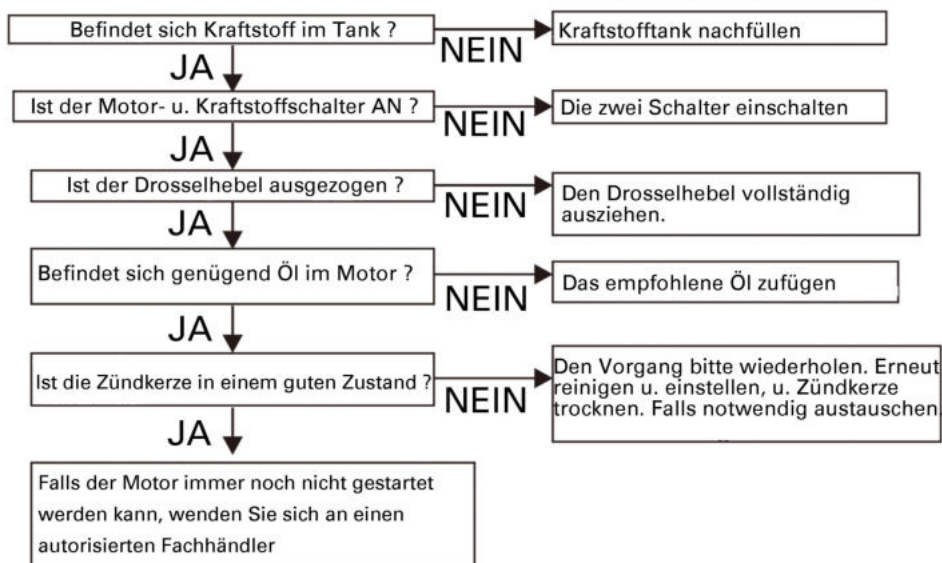 Befindet sich Kraftstoff im Tank ?
NEIN
Kraftstofftank nachfüllen
JA
Ist der Motor- u. Kraftstoffschalter AN ?
NEIN
Die zwei Schalter einschalten
JA
Ist der Drosselhebel ausgezogen ?
NEIN
Den Drosselhebel vollständig
ausziehen.
JA
Befindet sich genügend Öl im Motor ?
NEIN
Das empfohlene Öl zufügen
JA
Ist die Zündkerze in einem guten Zustand ?
NEIN
Den Vorgang bitte wiederholen. Erneut
reinigen u. einstellen, u. Zündkerze
trocknen. Falls notwendig austauschen.
JA
Falls der Motor immer noch nicht gestartet
werden kann, wenden Sie sich an einen
autorisierten Fachhändler